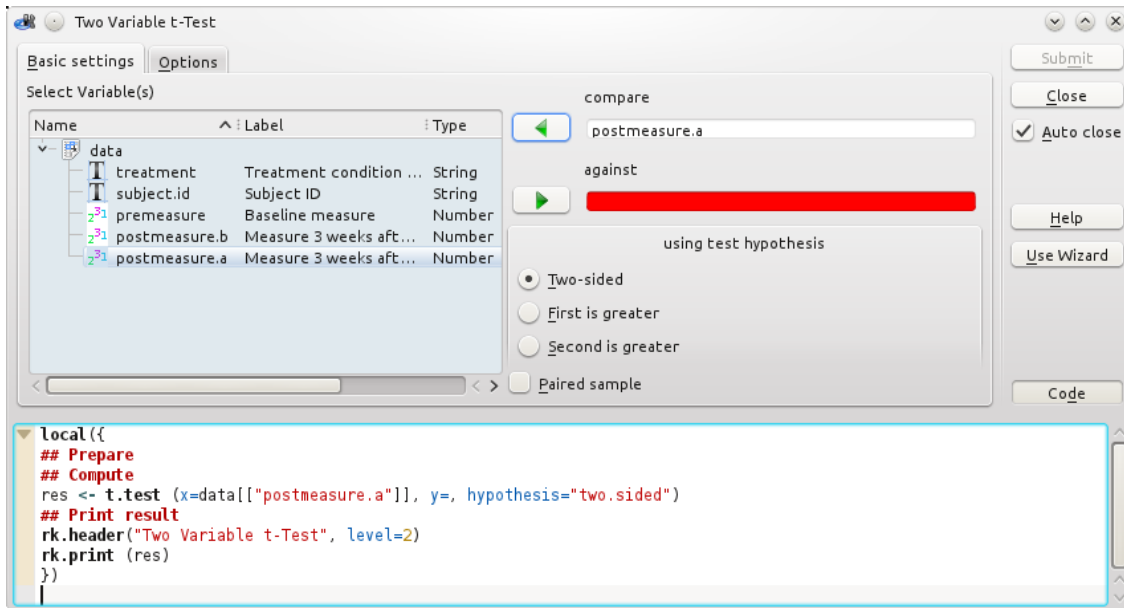 Two Variable t-Test
Basic settings
Options
Select Variable(s)
Name Label Type
data
treatment Treatment condition ... String
subject.id Subject ID String
premeasure Baseline measure Number
postmeasure.b Measure 3 weeks aft... Number
postmeasure.a Measure 3 weeks aft... Number
compare
postmeasure.a
against
using test hypothesis
Two-sided
First is greater
Second is greater
Paired sample
Submit
Close
Auto close
Help
Use Wizard
Code
local({
## Prepare
## Compute
res <- t.test (x=data[["postmeasure.a"]], y=, hypothesis="two.sided")
## Print result
rk.header("Two Variable t-Test", level=2)
rk.print (res)
})